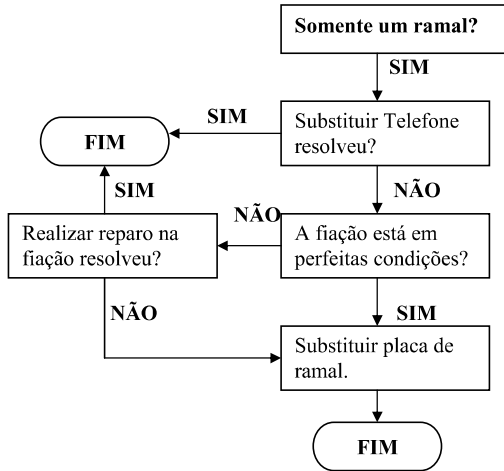 Somente um ramal?
SIM
SIM
Substituir Telefone
resolveu?
FIM
SIM
NÃO
NÃO
Realizar reparo na
fiação resolveu?
A fiação está em
perfeitas condições?
NÃO
SIM
Substituir placa de
ramal.
FIM